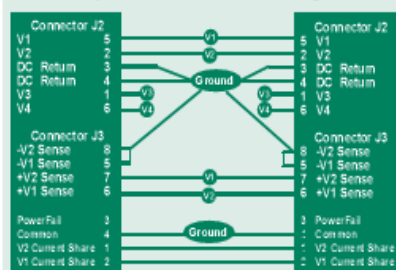 Connector J2
V1 5
V2 2
DC Return 3
DC Return 4
V3 1
V4 6
Connector J3
-V2 Sense 8
-V1 Sense 5
+V2 Sense 7
+V1 Sense 6
PowerFail 3
Common 4
V2 Current Share 1
V1 Current Share 2
V1
V2
Ground
V3
V3
V4
V4
V1
V2
Ground
Connector J2
5 V1
2 V2
3 DC Return
4 DC Return
1 V3
6 V4
Connector J3
8 -V2 Sense
5 -V1 Sense
7 +V2 Sense
6 +V1 Sense
3 PowerFail
Common
V2 Current Share
V1 Current Share